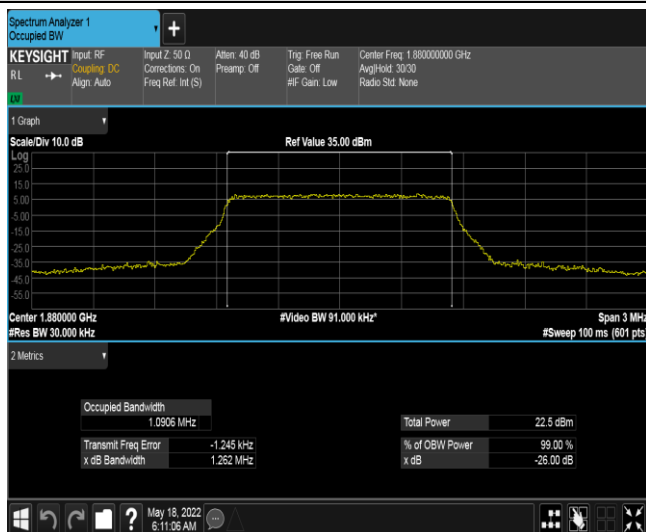 Spectrum Analyzer 1
Occupied BW
+
KEYSIGHT
RL
Input: RF
Coupling: DC
Align: Auto
Input Z: 50 Ω
Corrections: On
Freq Ref: Int (S)
Atten: 40 dB
Preamp: Off
Trig: Free Run
Gate: Off
#IF Gain: Low
Center Freq: 1.880000000 GHz
Avg|Hold: 30/30
Radio Std: None
1 Graph
Scale/Div 10.0 dB
Ref Value 35.00 dBm
Log
25.0
15.0
5.00
-5.00
-15.0
-25.0
-35.0
-45.0
-55.0
Center 1.880000 GHz
#Video BW 91.000 kHz*
Span 3 MHz
#Res BW 30.000 kHz
#Sweep 100 ms (601 pts)
2 Metrics
Occupied Bandwidth
1.0906 MHz
Total Power 22.5 dBm
Transmit Freq Error -1.245 kHz
% of OBW Power 99.00 %
x dB Bandwidth 1.262 MHz
x dB -26.00 dB
?
May 18, 2022
6:11:06 AM